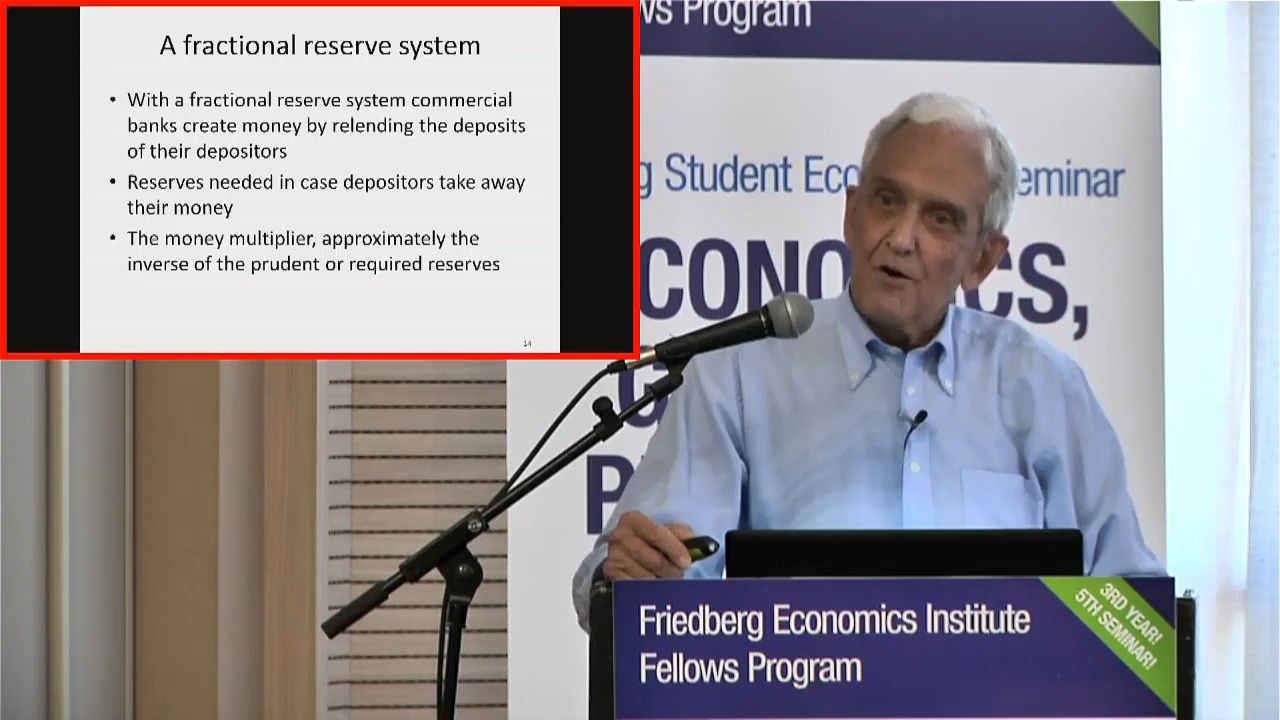 A fractional reserve system
• With a fractional reserve system commercial
banks create money by relending the deposits
of their depositors
• Reserves needed in case depositors take away
their money
• The money multiplier, approximately the
inverse of the prudent or required reserves
14
Program
Student Eco eminar
CONO CS,
P
Friedberg Economics Institute
Fellows Program
3RD YEAR!
5TH SEMINAR!